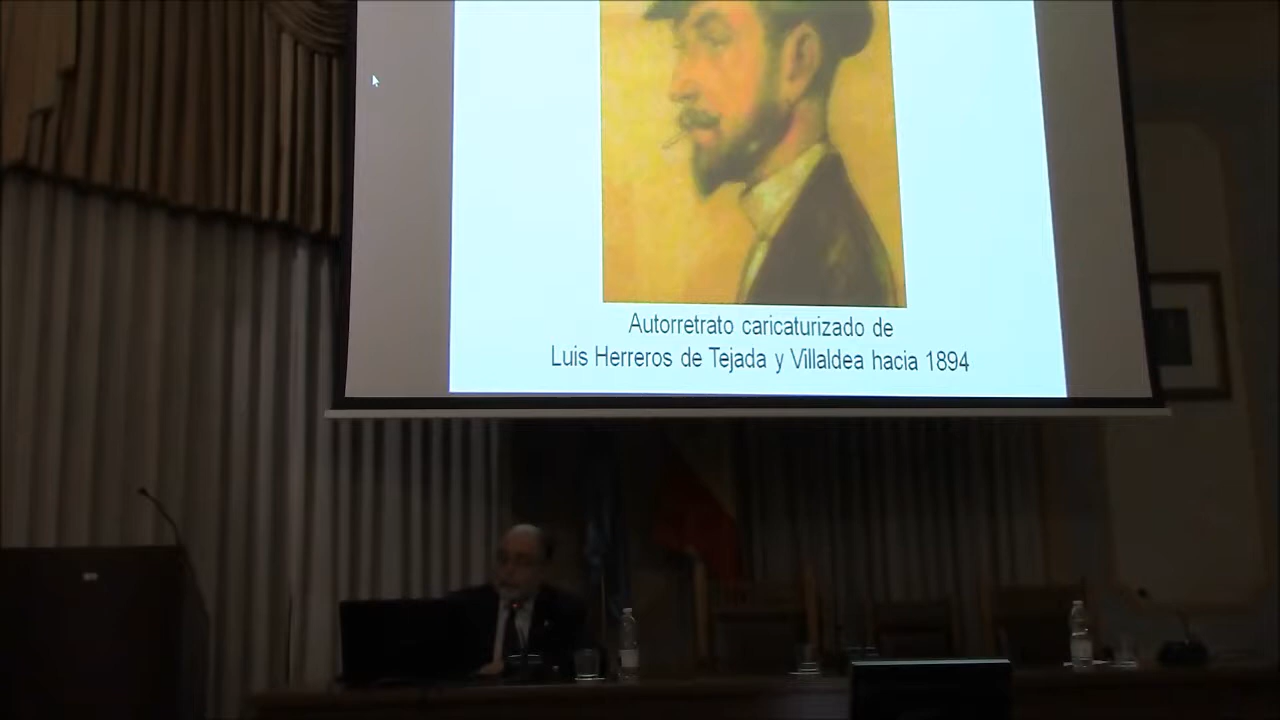 Autorretrato caricaturizado de
Luis Herreros de Tejada y Villaldea hacia 1894